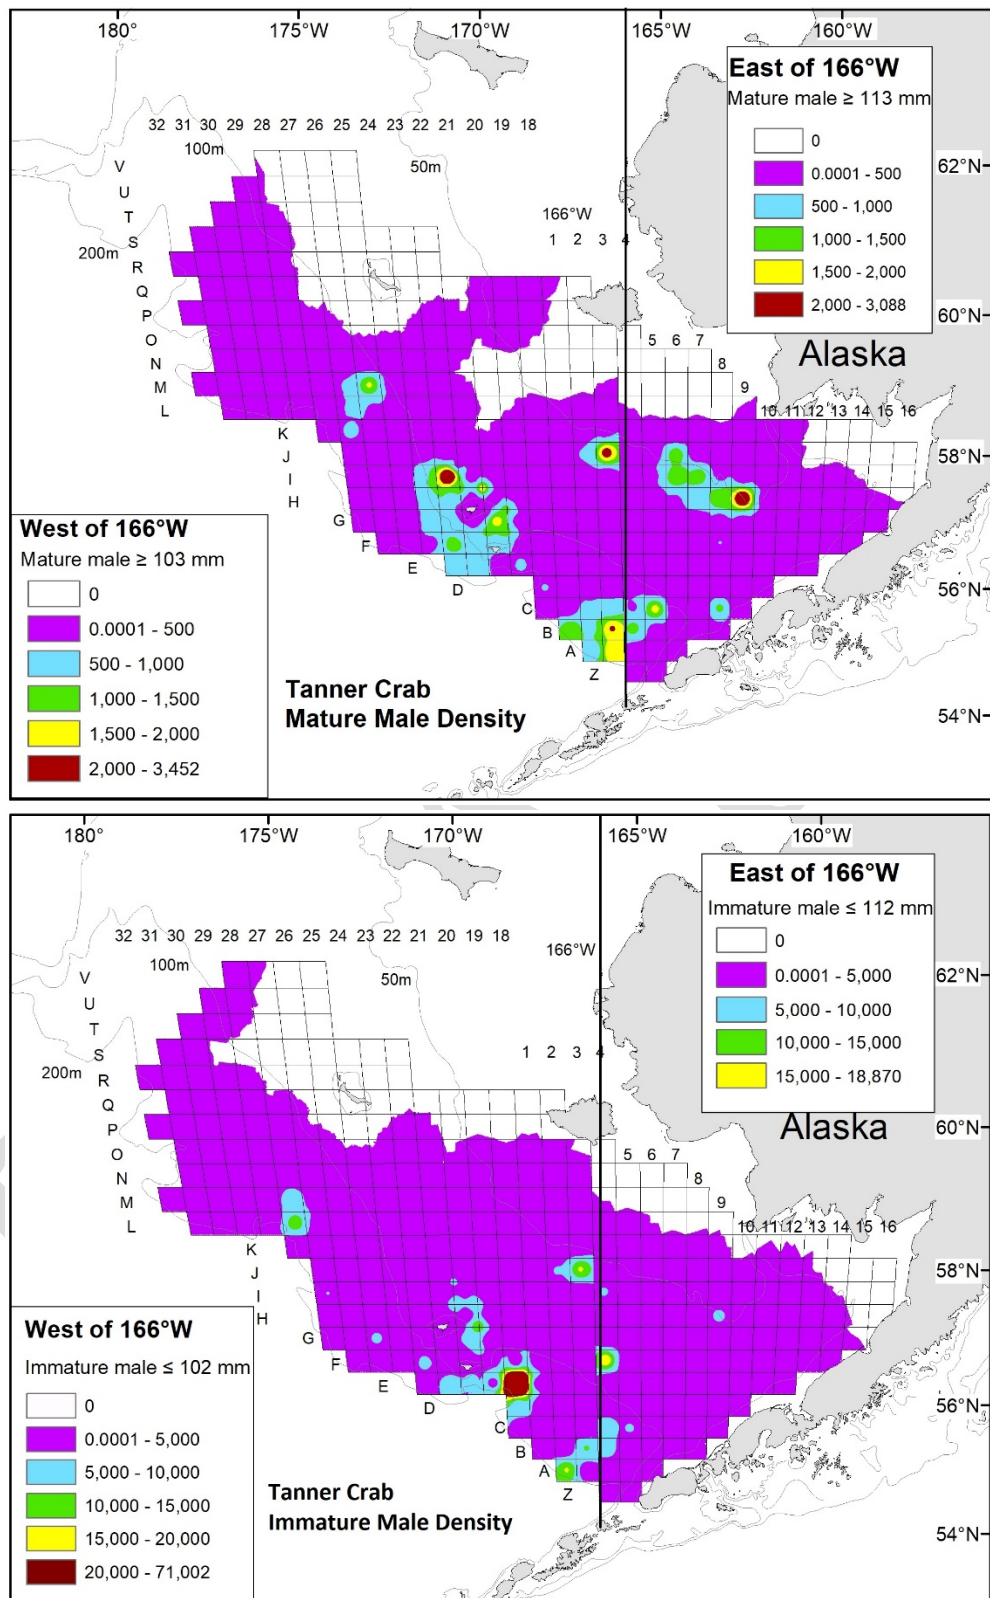 180°
175°W
170°W
165°W
160°W
East of 166°W
Mature male ≥ 113 mm
0
0.0001 - 500
500 - 1,000
1,000 - 1,500
1,500 - 2,000
2,000 - 3,088
32 31 30 29 28 27 26 25 24 23 22 21 20 19 18
100m
50m
V
U
T
S
R
Q
P
O
N
M
L
200m
62°N
166°W
1 2 3 4
60°N
Alaska
5 6 7
8
9
10 11 12 13 14 15 16
K
J
I
H
G
F
E
D
C
B
A
Z
58°N
56°N
54°N
West of 166°W
Mature male ≥ 103 mm
0
0.0001 - 500
500 - 1,000
1,000 - 1,500
1,500 - 2,000
2,000 - 3,452
Tanner Crab
Mature Male Density
180°
175°W
170°W
165°W
160°W
East of 166°W
Immature male ≤ 112 mm
0
0.0001 - 5,000
5,000 - 10,000
10,000 - 15,000
15,000 - 18,870
32 31 30 29 28 27 26 25 24 23 22 21 20 19 18
100m
50m
166°W
V
U
T
S
R
Q
P
O
N
M
L
200m
62°N
1 2 3 4
60°N
Alaska
5 6 7
8
9
10 11 12 13 14 15 16
K
J
I
H
G
F
E
D
C
B
A
Z
58°N
56°N
54°N
West of 166°W
Immature male ≤ 102 mm
0
0.0001 - 5,000
5,000 - 10,000
10,000 - 15,000
15,000 - 20,000
20,000 - 71,002
Tanner Crab
Immature Male Density